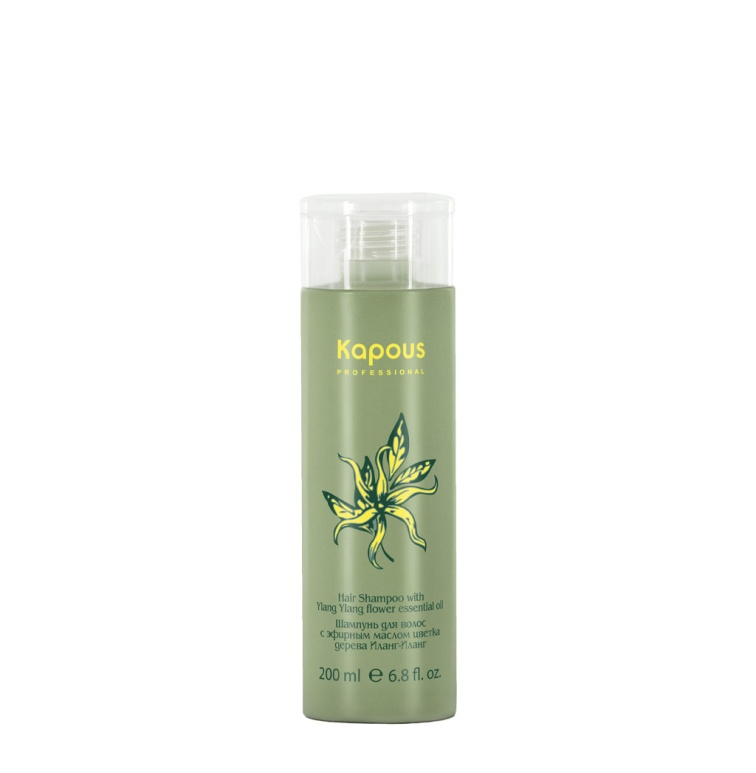 Kapous
PROFESSIONAL
Hair Shampoo with
Ylang Ylang flower essential oil
Шампунь для волос
с эфирным маслом цветка
дерева Иланг-Иланг
200 ml ℮ 6.8 fl. oz.